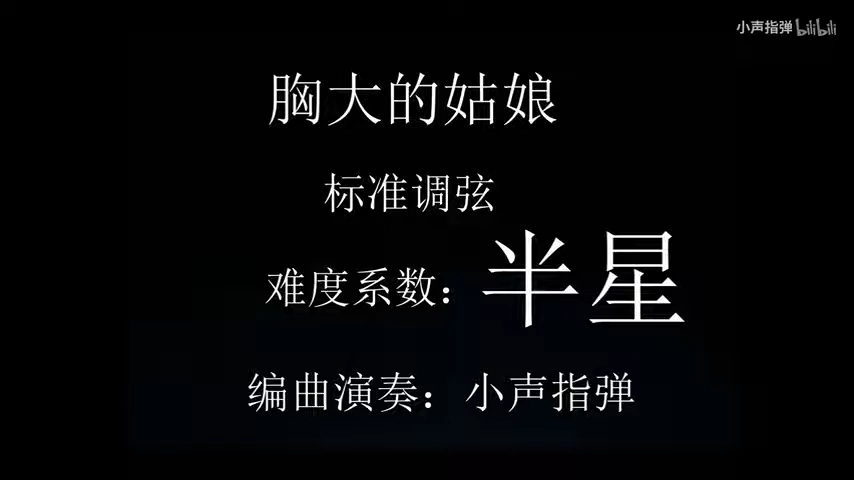 小声指弹 bilibili
胸大的姑娘
标准调弦
难度系数：半星
编曲演奏：小声指弹